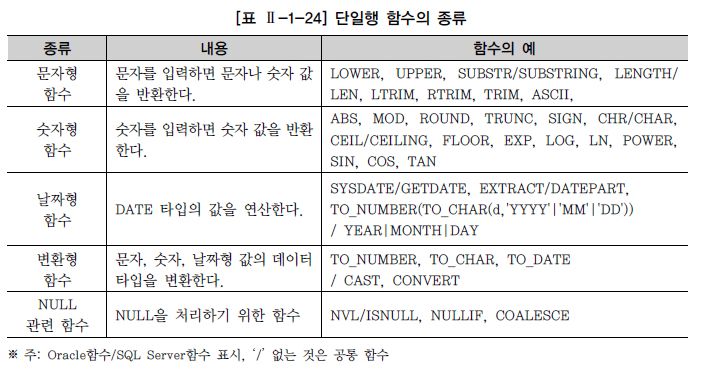 [표 Ⅱ-1-24] 단일행 함수의 종류
종류 내용 함수의 예
문자형 함수 문자를 입력하면 문자나 숫자 값을 반환한다. LOWER, UPPER, SUBSTR/SUBSTRING, LENGTH/
LEN, LTRIM, RTRIM, TRIM, ASCII,
숫자형 함수 숫자를 입력하면 숫자 값을 반환한다. ABS, MOD, ROUND, TRUNC, SIGN, CHR/CHAR,
CEIL/CEILING, FLOOR, EXP, LOG, LN, POWER,
SIN, COS, TAN
날짜형 함수 DATE 타입의 값을 연산한다. SYSDATE/GETDATE, EXTRACT/DATEPART,
TO_NUMBER(TO_CHAR(d,'YYYY'|'MM'|'DD'))
/ YEAR|MONTH|DAY
변환형 함수 문자, 숫자, 날짜형 값의 데이터 타입을 변환한다. TO_NUMBER, TO_CHAR, TO_DATE
/ CAST, CONVERT
NULL 관련 함수 NULL을 처리하기 위한 함수 NVL/ISNULL, NULLIF, COALESCE
※ 주: Oracle함수/SQL Server함수 표시, '/' 없는 것은 공통 함수